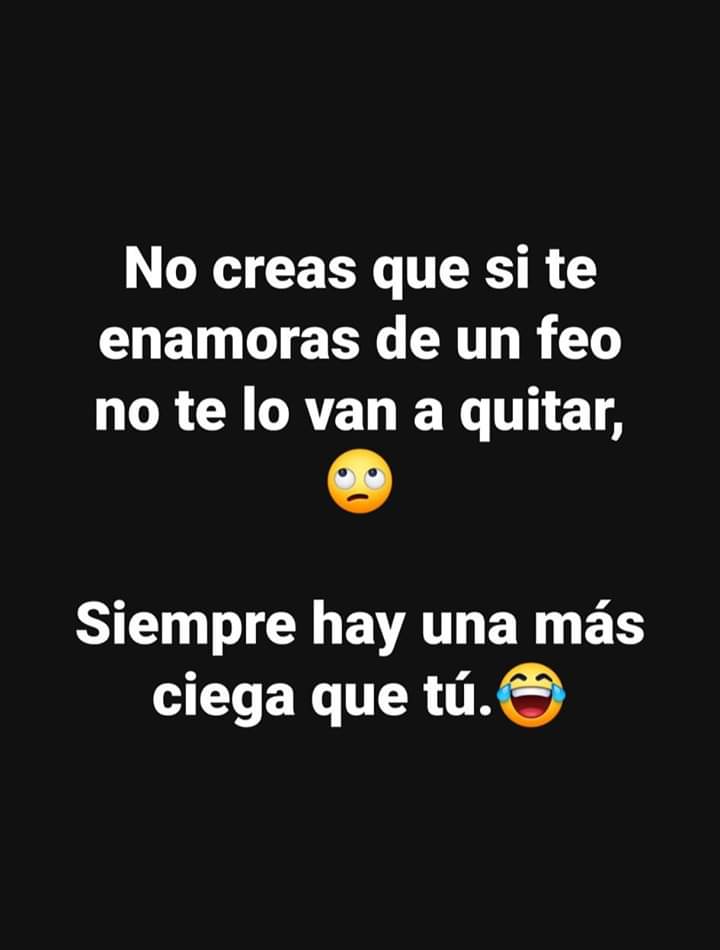 No creas que si te
enamoras de un feo
no te lo van a quitar,
🙄
Siempre hay una más
ciega que tú.😂